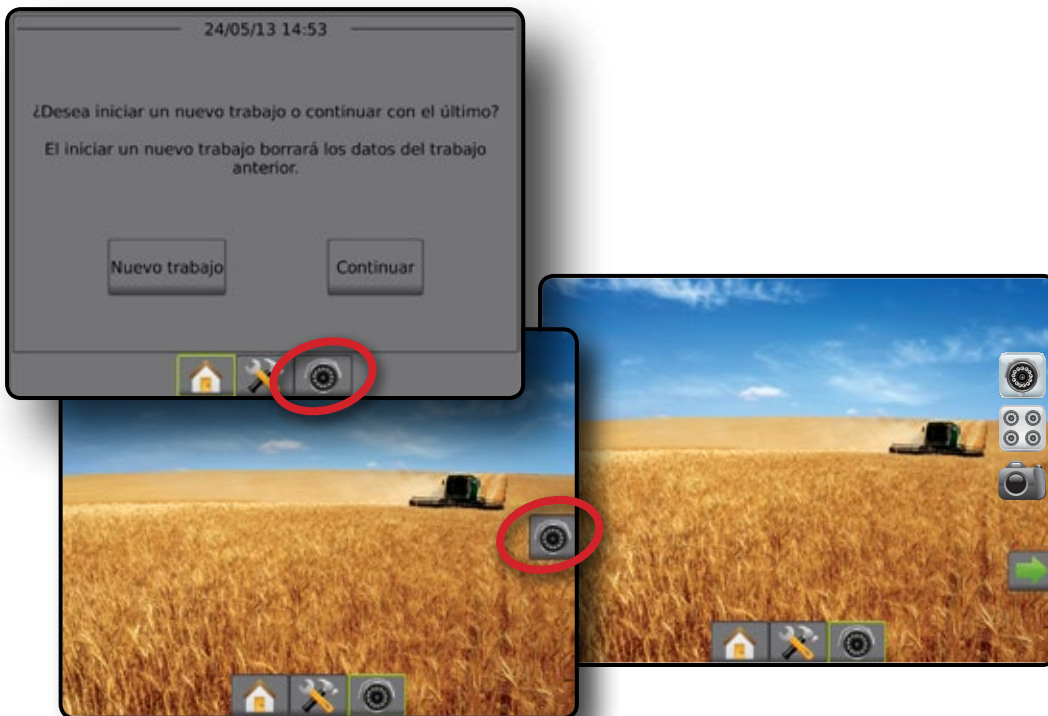 24/05/13 14:53
¿Desea iniciar un nuevo trabajo o continuar con el último?
El iniciar un nuevo trabajo borrará los datos del trabajo
anterior.
Nuevo trabajo
Continuar